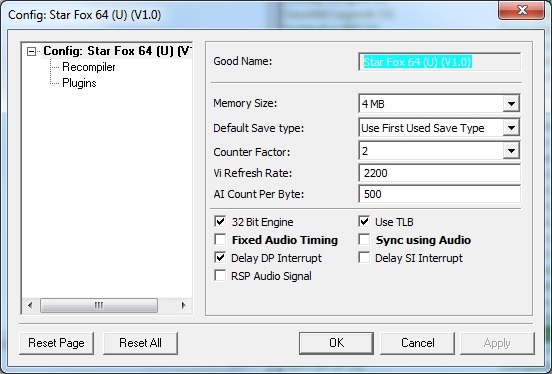 Config: Star Fox 64 (U) (V1.0)
Config: Star Fox 64 (U) (V1
Recompiler
Plugins
Good Name: Star Fox 64 (U) (V1.0)
Memory Size: 4 MB
Default Save type: Use First Used Save Type
Counter Factor: 2
Vi Refresh Rate: 2200
AI Count Per Byte: 500
32 Bit Engine Use TLB
Fixed Audio Timing Sync using Audio
Delay DP Interrupt Delay SI Interrupt
RSP Audio Signal
Reset Page Reset All OK Cancel Apply